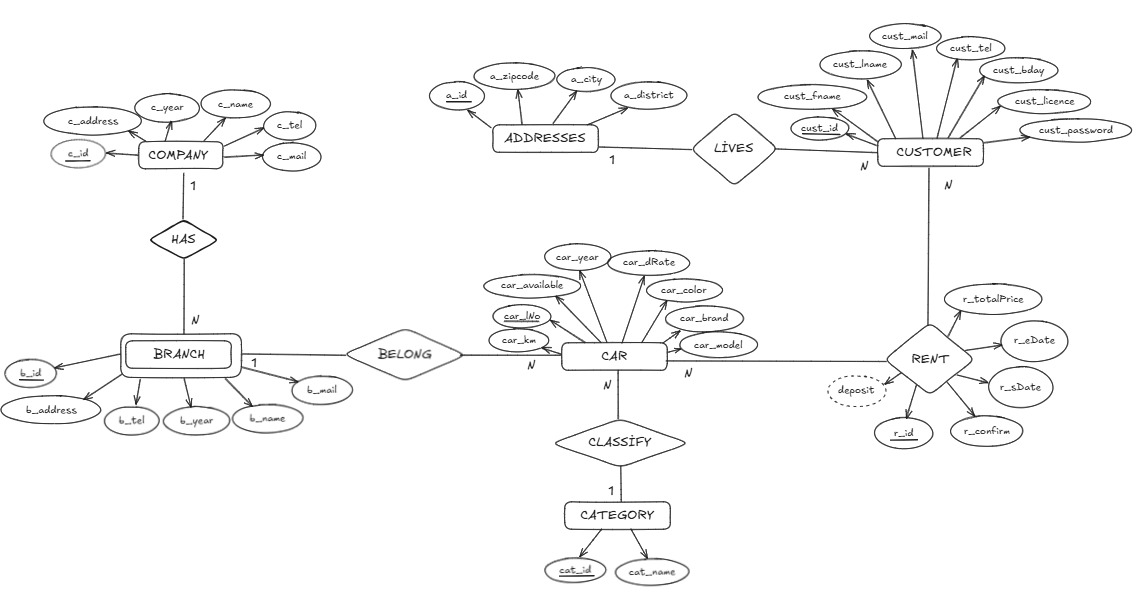 cust_mail
cust_tel
cust_lname
cust_bday
a_zipcode
a_city
a_id
a_district
cust_fname
cust_licence
cust_id
cust_password
c_year
c_name
c_address
c_tel
c_id
c_mail
COMPANY
ADDRESSES
LİVES
CUSTOMER
1
N
1
N
HAS
car_year
car_dRate
car_available
car_color
r_totalPrice
car_lNo
car_brand
N
car_km
car_model
r_eDate
BRANCH
1
BELONG
N
CAR
N
N
RENT
b_id
b_mail
deposit
r_sDate
b_address
b_tel
b_year
b_name
r_id
r_confirm
CLASSİFY
1
CATEGORY
cat_id
cat_name